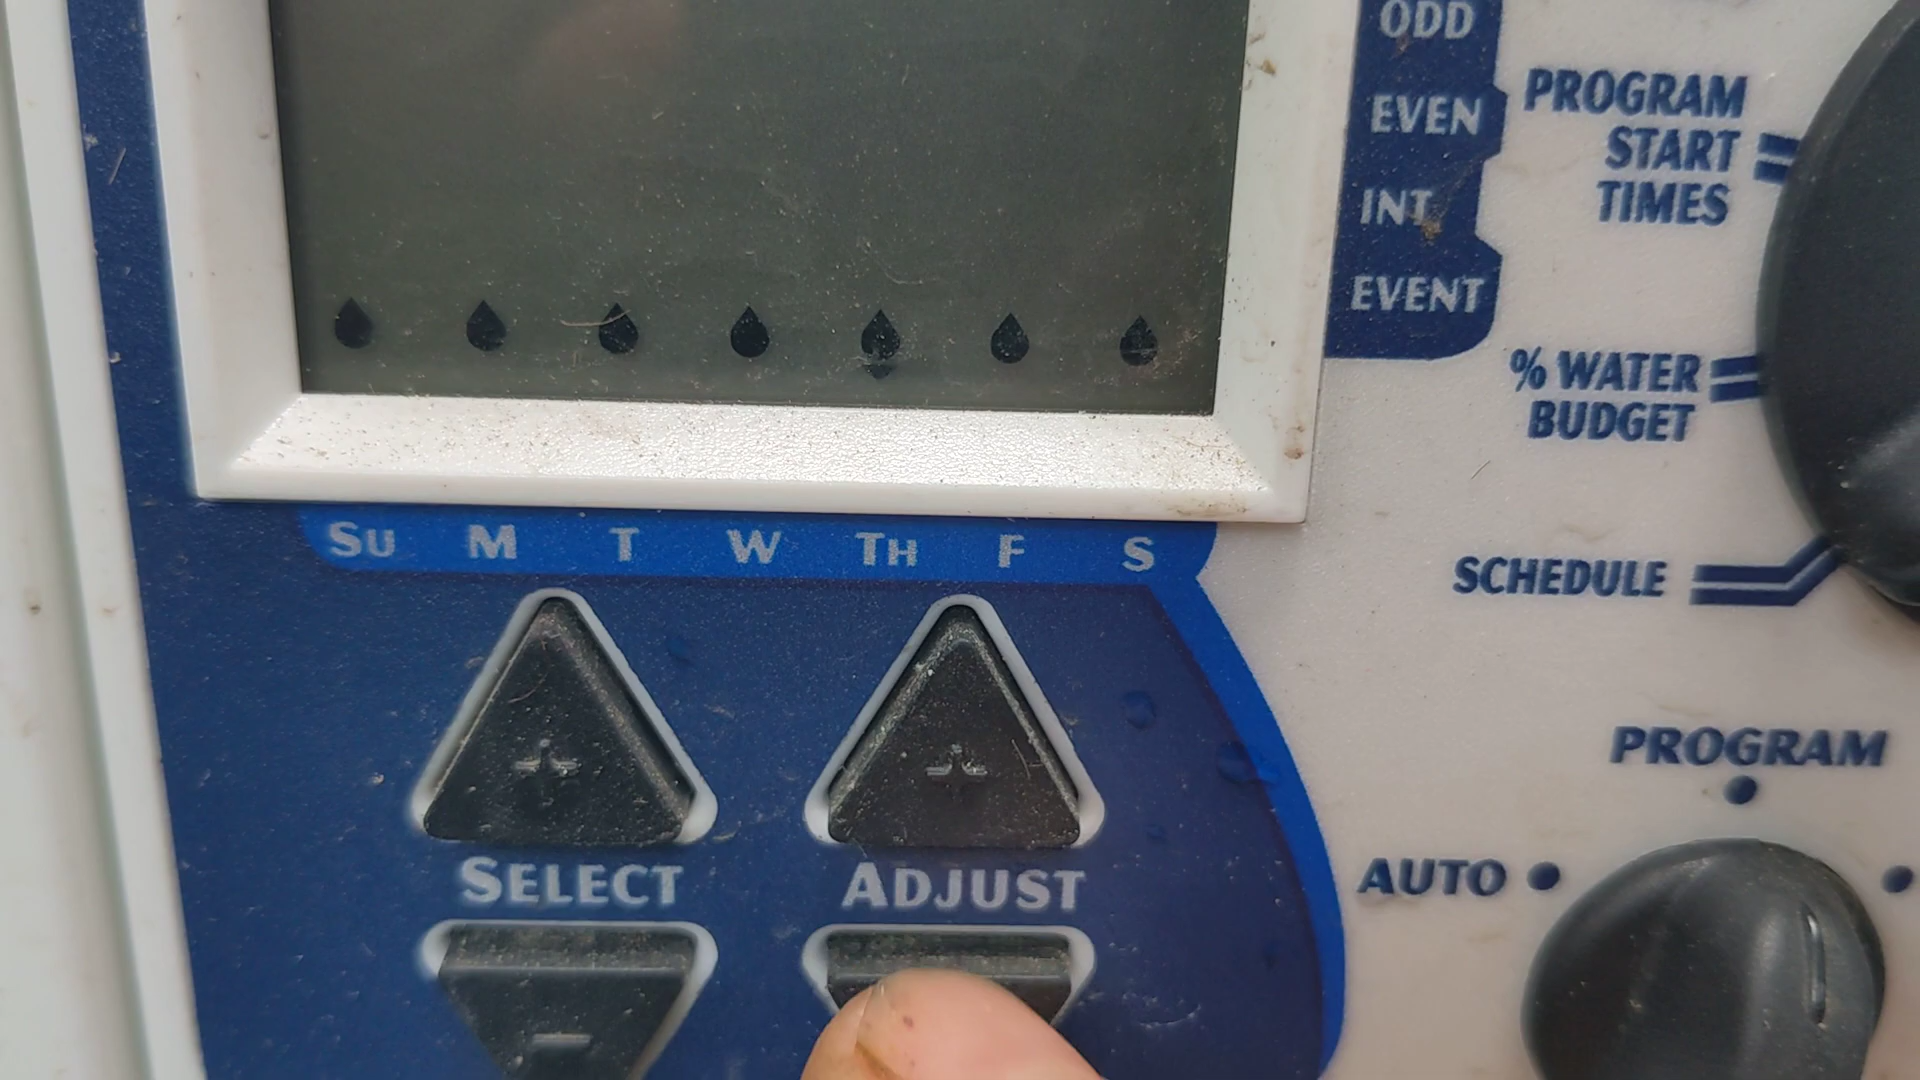 ODD
EVEN
INT
EVENT
PROGRAM
START
TIMES
% WATER
BUDGET
SCHEDULE
SU M T W TH F S
+ +
SELECT ADJUST
-
PROGRAM
AUTO